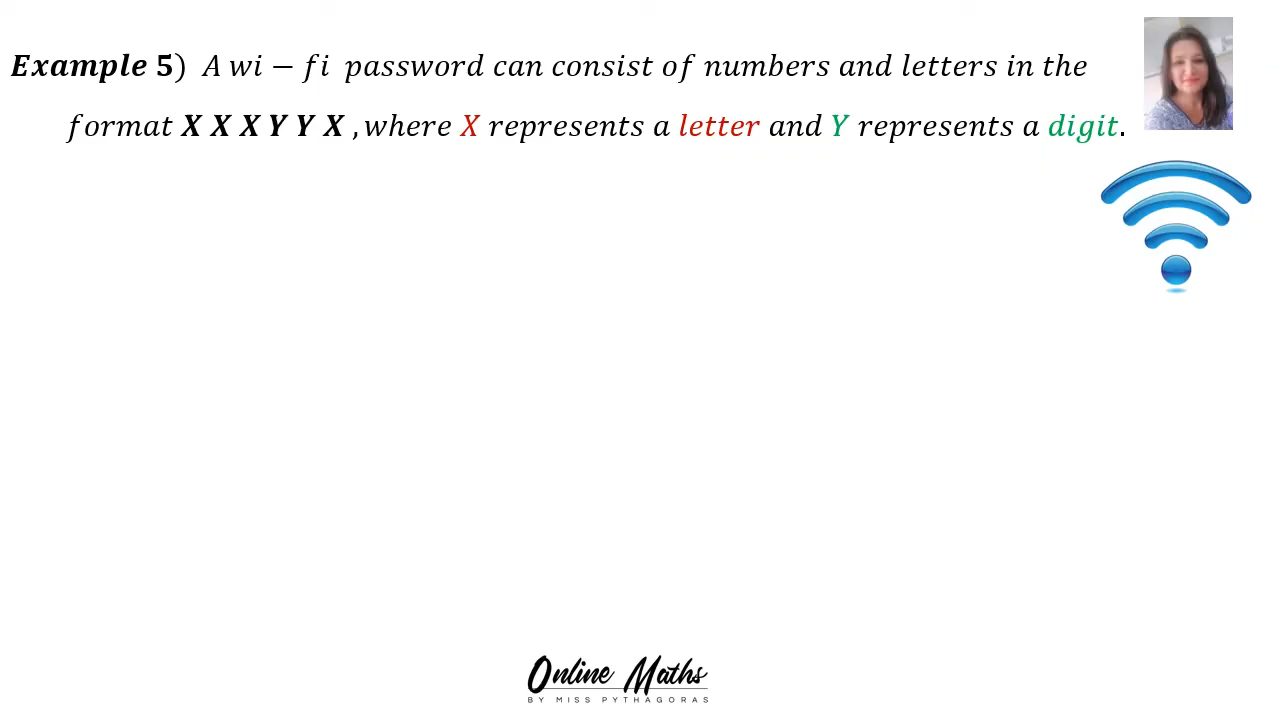 Example 5) A wi – fi password can consist of numbers and letters in the
format X X X Y Y X , where X represents a letter and Y represents a digit.
Online Maths
BY MISS PYTHAGORAS